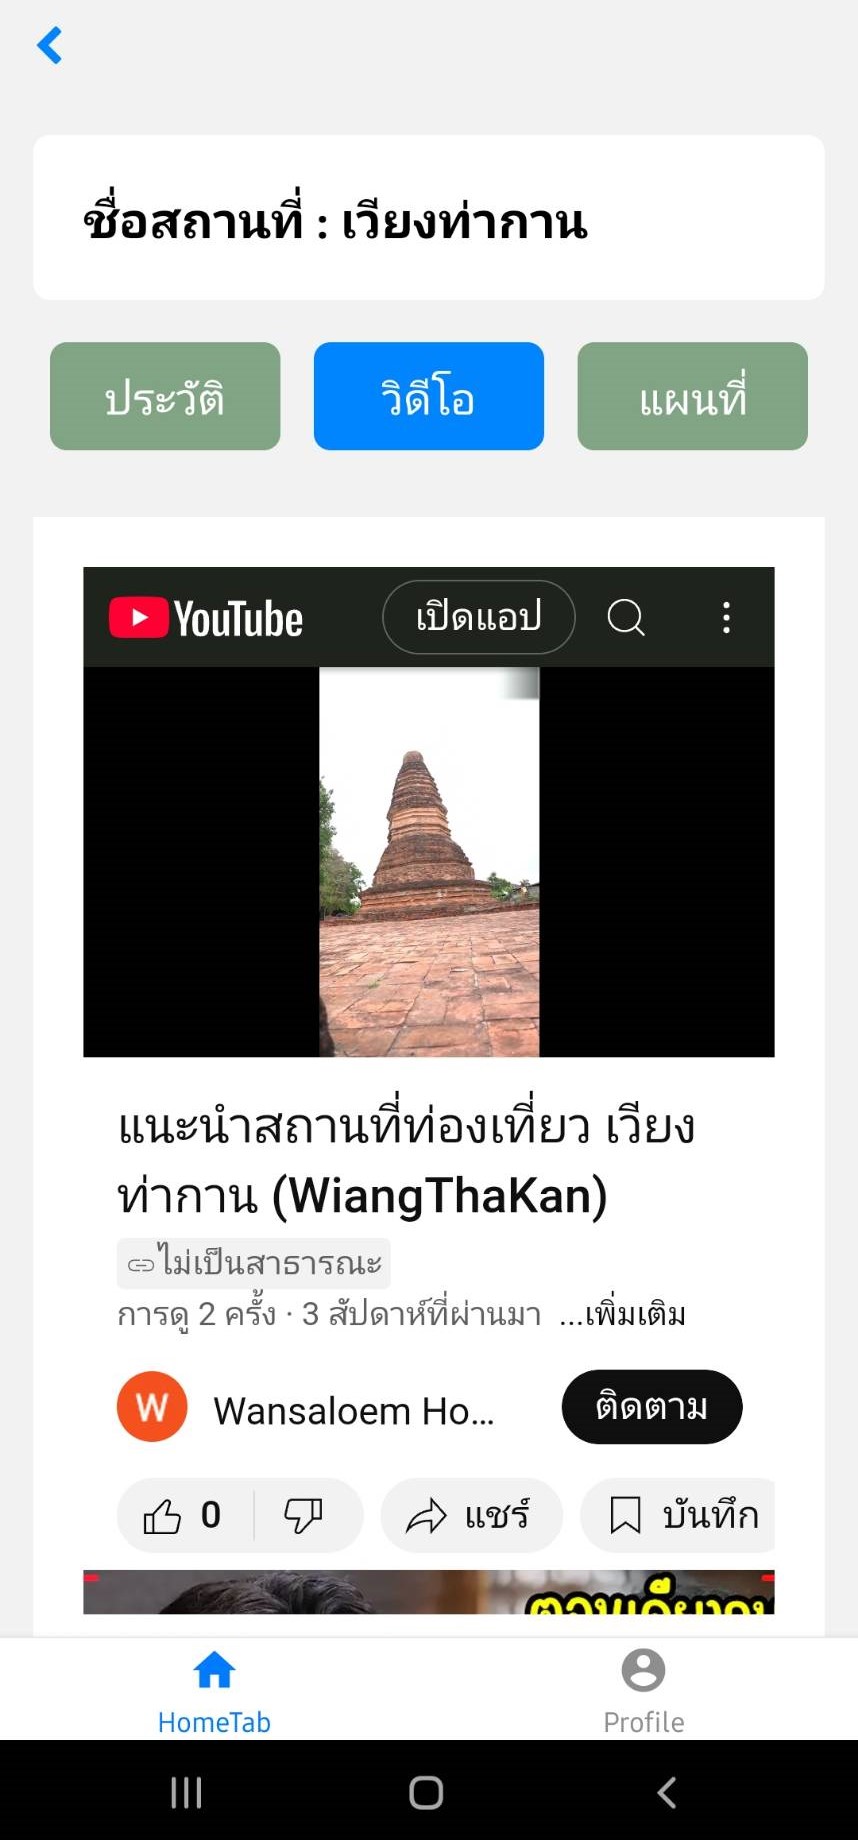 ชื่อสถานที่ : เวียงท่ากาน
ประวัติ
วิดีโอ
แผนที่
YouTube
เปิดแอป
แนะนำสถานที่ท่องเที่ยว เวียง
ท่ากาน (WiangThaKan)
ไม่เป็นสาธารณะ
การดู 2 ครั้ง · 3 สัปดาห์ที่ผ่านมา ...เพิ่มเติม
W
Wansaloem Ho...
ติดตาม
0
แชร์
บันทึก
HomeTab
Profile